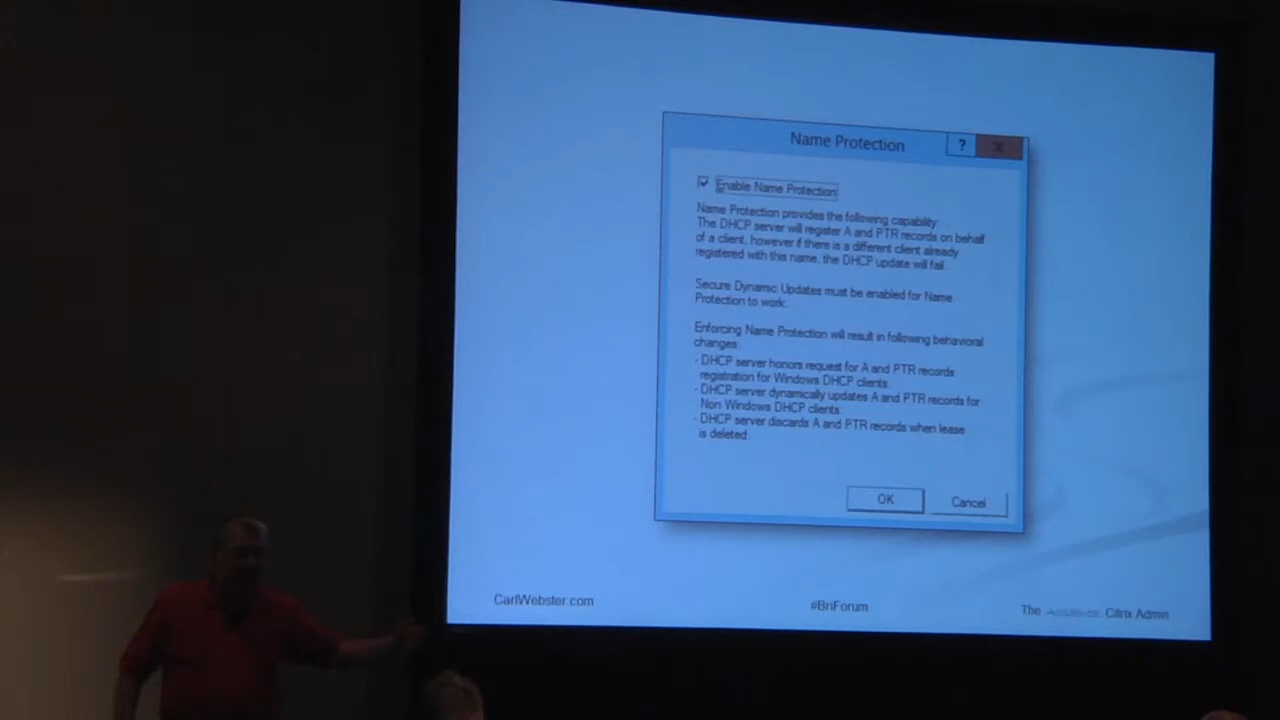 Name Protection
?
Enable Name Protection
Name Protection provides the following capability:
The DHCP server will register A and PTR records on behalf
of a client, however if there is a different client already
registered with this name, the DHCP update will fail.
Secure Dynamic Updates must be enabled for Name
Protection to work.
Enforcing Name Protection will result in following behavioral
changes:
- DHCP server honors request for A and PTR records
registration for Windows DHCP clients.
- DHCP server dynamically updates A and PTR records for
Non Windows DHCP clients.
- DHCP server discards A and PTR records when lease
is deleted.
OK
Cancel
CarlWebster.com
#BriForum
The Citrix Admin